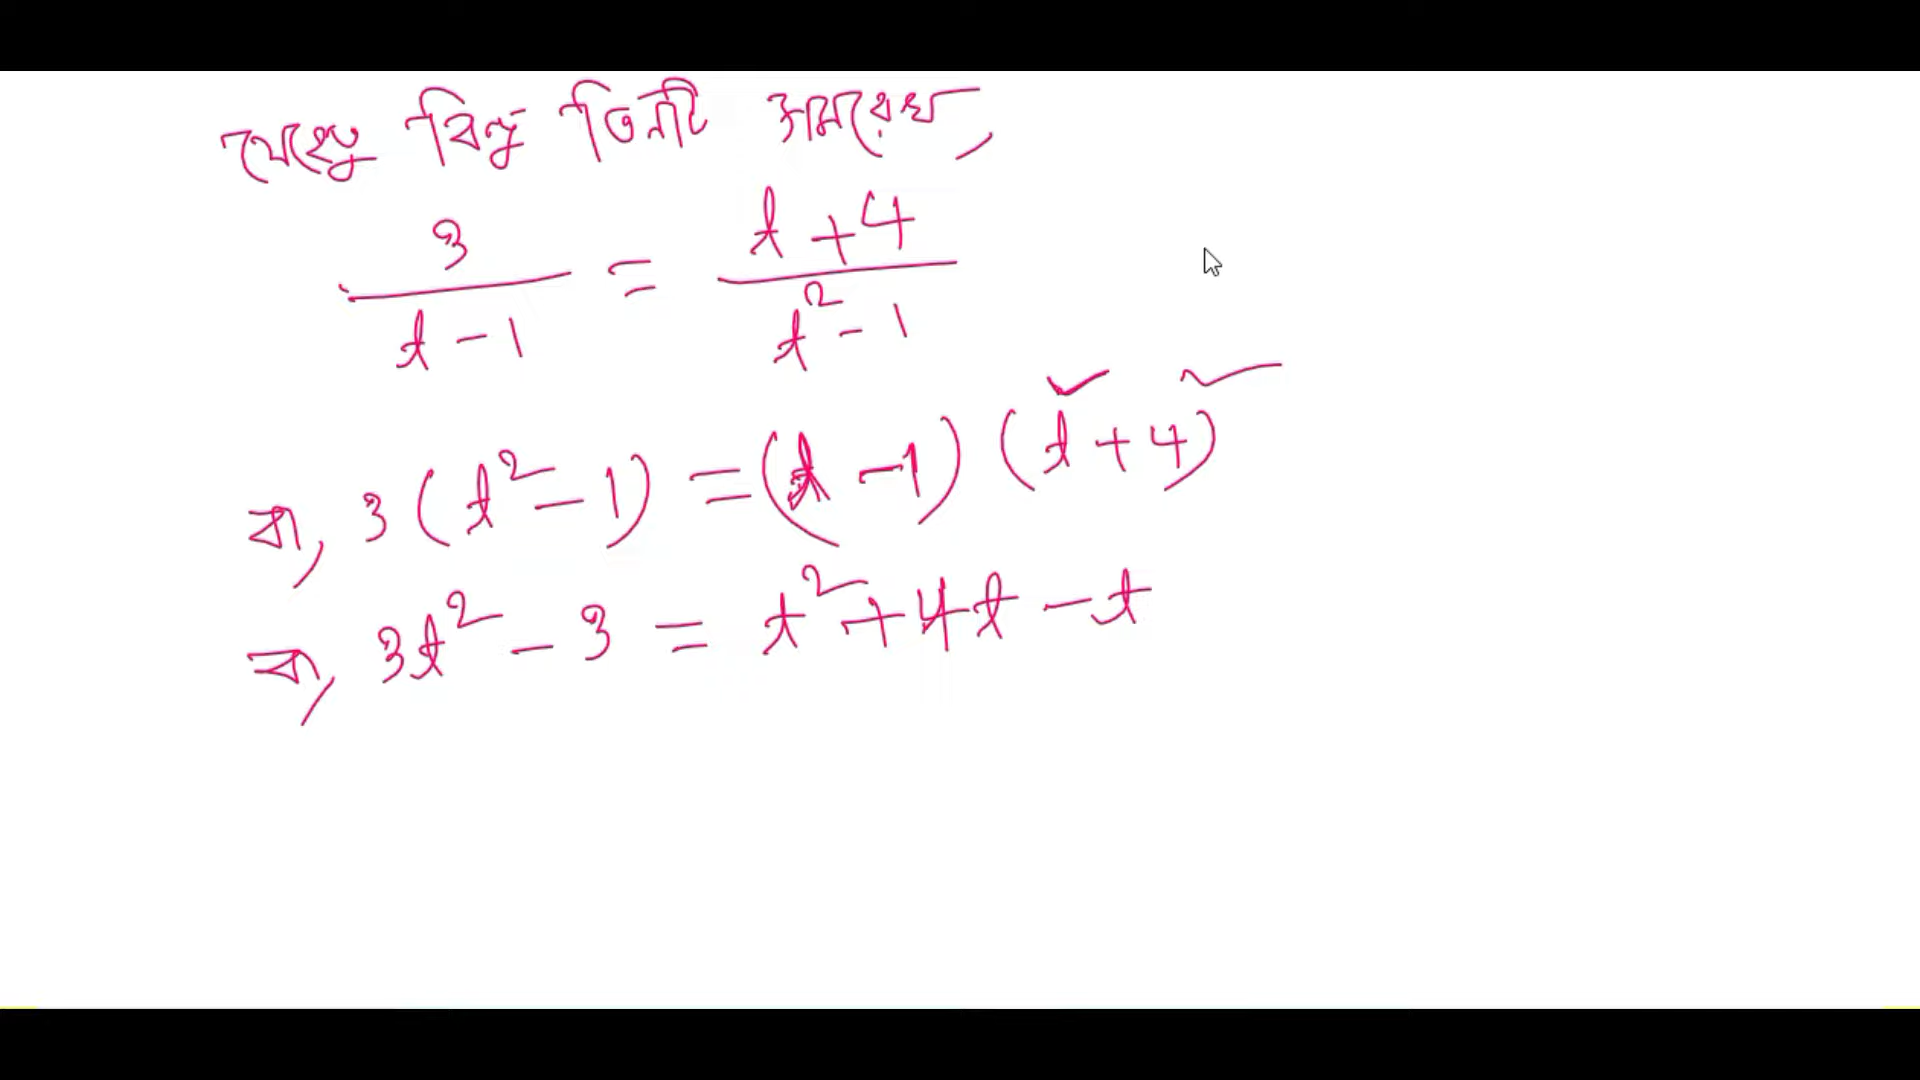 যেহেতু বিন্দু তিনটি সমরেখ,
3/(t-1) = (t+4)/(t²-1)
বা, 3(t²-1) = (t-1)(t+4)
বা, 3t² - 3 = t² + 4t - t